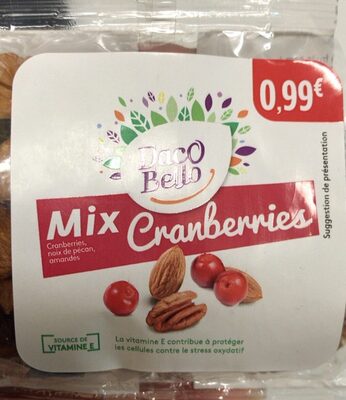 0,99€
Daco
Bello
Mix Cranberries
Cranberries,
noix de pécan,
amandes
Suggestion de présentation
SOURCE DE
VITAMINE E
La vitamine E contribue à protéger
les cellules contre le stress oxydatif